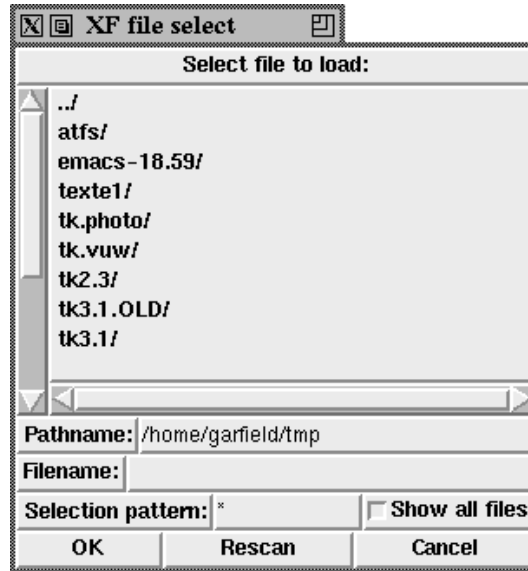 XF file select
Select file to load:
../
atfs/
emacs-18.59/
texte1/
tk.photo/
tk.vuw/
tk2.3/
tk3.1.OLD/
tk3.1/
Pathname: /home/garfield/tmp
Filename:
Selection pattern: * Show all files
OK Rescan Cancel